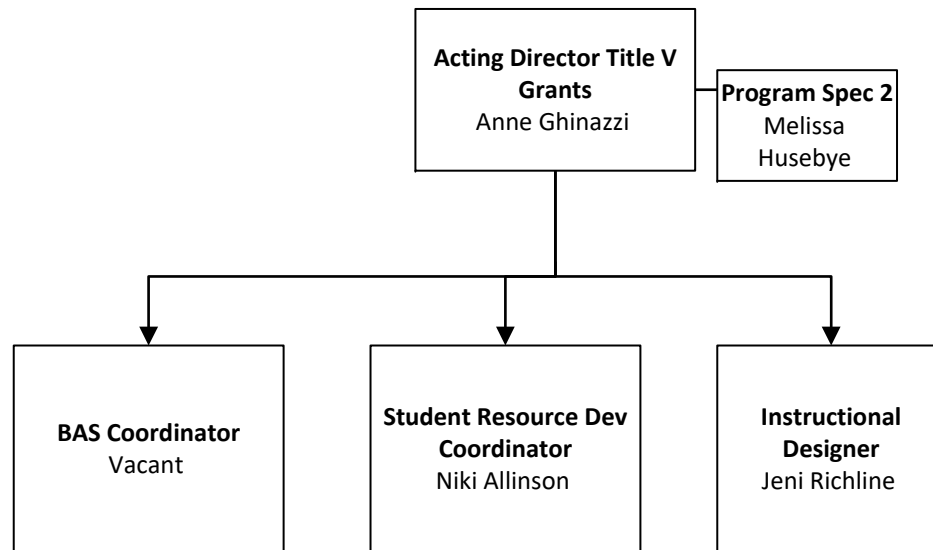 Acting Director Title V
Grants
Anne Ghinazzi
Program Spec 2
Melissa
Husebye
BAS Coordinator
Vacant
Student Resource Dev
Coordinator
Niki Allinson
Instructional
Designer
Jeni Richline